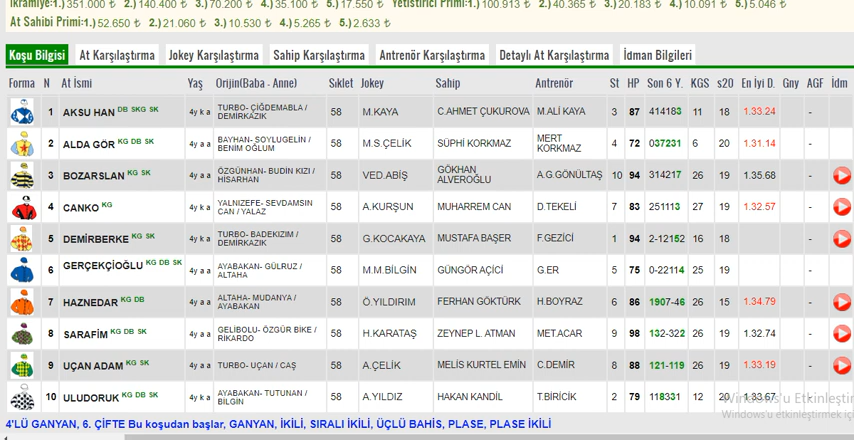 İkramiye:1.) 351.000 ₺ 2.) 140.400 ₺ 3.) 70.200 ₺ 4.) 35.100 ₺ 5.) 17.550 ₺ Yetiştirici Primi:1.) 100.913 ₺ 2.) 40.365 ₺ 3.) 20.183 ₺ 4.) 10.091 ₺ 5.) 5.046 ₺
At Sahibi Primi:1.) 52.650 ₺ 2.) 21.060 ₺ 3.) 10.530 ₺ 4.) 5.265 ₺ 5.) 2.633 ₺
Koşu Bilgisi At Karşılaştırma Jokey Karşılaştırma Sahip Karşılaştırma Antrenör Karşılaştırma Detaylı At Karşılaştırma İdman Bilgileri
Forma N At İsmi Yaş Orijin(Baba - Anne) Sıklet Jokey Sahip Antrenör St HP Son 6 Y. KGS s20 En İyi D. Gny AGF İdm
1 AKSU HAN DB SKG SK 4y k a TURBO- ÇİĞDEMABLA / DEMİRKAZIK 58 M.KAYA C.AHMET ÇUKUROVA M.ALİ KAYA 3 87 414183 11 18 1.33.24 -
2 ALDA GÖR KG DB SK 4y a a BAYHAN- SOYLUGELİN / BENİM OĞLUM 58 M.S.ÇELİK SÜPHİ KORKMAZ MERT KORKMAZ 4 72 037231 6 20 1.31.14 -
3 BOZARSLAN KG SK 4y a a ÖZGÜNHAN- BUDİN KIZI / HİSARHAN 58 VED.ABİŞ GÖKHAN ALVEROĞLU A.G.GÖNÜLTAŞ 10 94 314217 26 19 1.35.68 -
4 CANKO KG 4y k a YALNIZEFE- SEVDAMSIN CAN / YALAZ 58 A.KURŞUN MUHARREM CAN D.TEKELİ 7 83 251113 27 19 1.32.57 -
5 DEMİRBERKE KG SK 4y k a TURBO- BADEKIZIM / DEMİRKAZIK 58 G.KOCAKAYA MUSTAFA BAŞER F.GEZİCİ 1 94 2-12152 16 18 -
6 GERÇEKÇİOĞLU KG DB SK 4y a a AYABAKAN- GÜLRUZ / ALTAHA 58 M.M.BİLGİN GÜNGÖR AÇİCİ G.ER 5 75 0-22114 25 19 -
7 HAZNEDAR KG DB 4y a a ALTAHA- MUDANYA / AYABAKAN 58 Ö.YILDIRIM FERHAN GÖKTÜRK H.BOYRAZ 6 86 1907-46 26 15 1.34.79 -
8 SARAFİM KG DB SK 4y a a GELİBOLU- ÖZGÜR BİKE / RİKARDO 58 H.KARATAŞ ZEYNEP L. ATMAN MET.ACAR 9 98 132-322 26 19 1.32.74 -
9 UÇAN ADAM KG SK 4y a a TURBO- UÇAN / CAŞ 58 A.ÇELİK MELİS KURTEL EMİN C.DEMİR 8 88 121-119 26 19 1.33.19 -
10 ULUDORUK KG DB SK 4y k a AYABAKAN- TUTUNAN / BİLGİN 58 A.YILDIZ HAKAN KANDİL T.BİRİCİK 2 79 118331 12 20 1.33.67 -
Windows'u Etkinleştir
Windows'u etkinleştirmek iç
4'LÜ GANYAN, 6. ÇİFTE Bu koşudan başlar, GANYAN, İKİLİ, SIRALI İKİLİ, ÜÇLÜ BAHİS, PLASE, PLASE İKİLİ